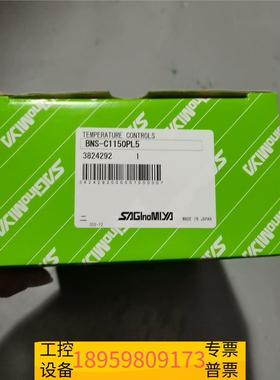 SAGInoMIYA
TEMPERATURE CONTROLS
BNS-C1150PL5
3824292 1
SAGInoMIYA
MADE IN JAPAN
工控 专票
设备 18959809173 普票